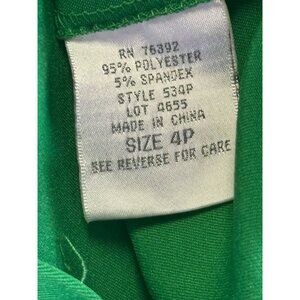 RN 76392
95% POLYESTER
5% SPANDEX
STYLE 534P
LOT 4655
MADE IN CHINA
SIZE 4P
SEE REVERSE FOR CARE